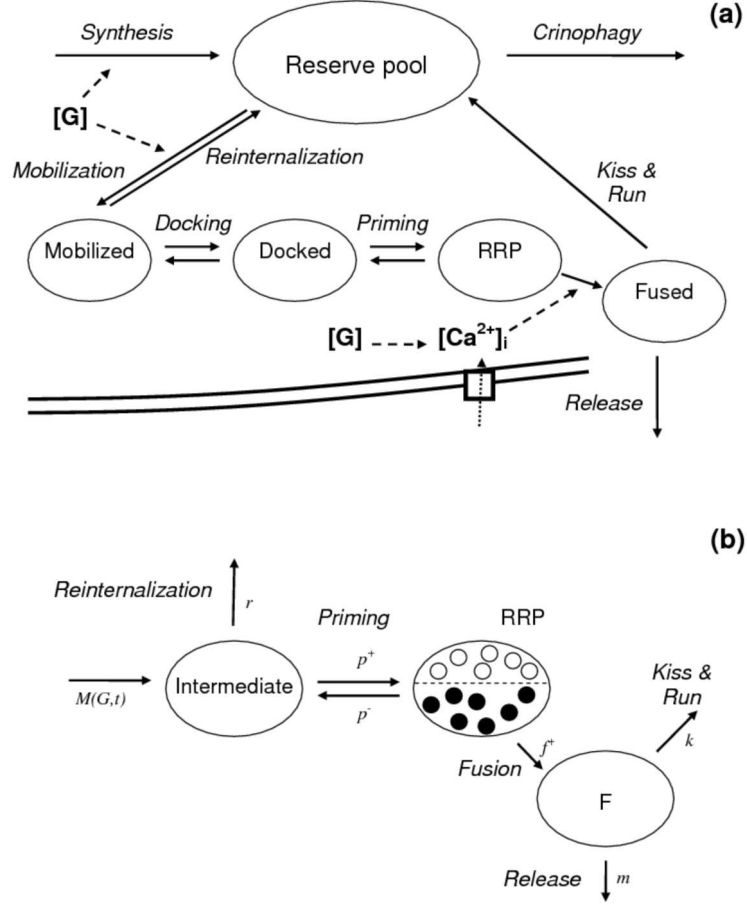 (a)
Synthesis
Reserve pool
Crinophagy
[G]
Mobilization
Reinternalization
Kiss &
Run
Mobilized
Docking
Docked
Priming
RRP
Fused
[G]
[Ca²⁺]ᵢ
Release
(b)
Reinternalization
r
Priming
RRP
M(G,t)
Intermediate
p⁺
p⁻
Kiss &
Run
k
Fusion
f⁺
F
Release
m